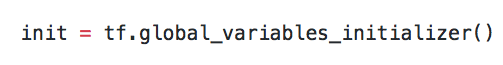 init = tf.global_variables_initializer()